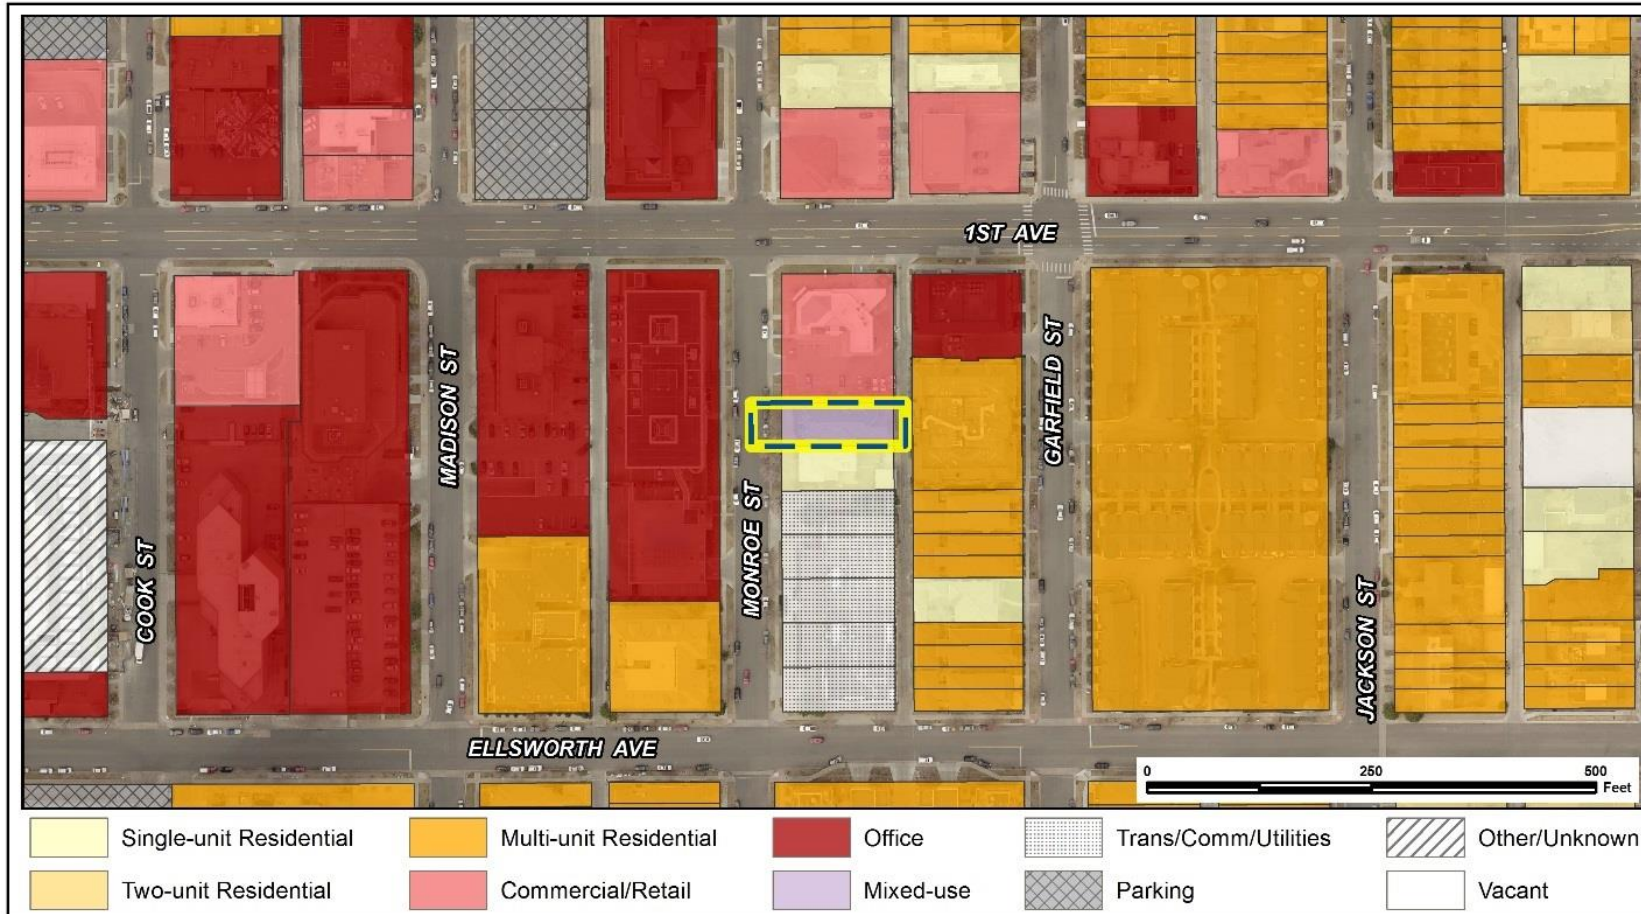 1ST AVE
MADISON ST
GARFIELD ST
MONROE ST
COOK ST
JACKSON ST
ELLSWORTH AVE
0 250 500
Feet
Single-unit Residential Multi-unit Residential Office Trans/Comm/Utilities Other/Unknown
Two-unit Residential Commercial/Retail Mixed-use Parking Vacant